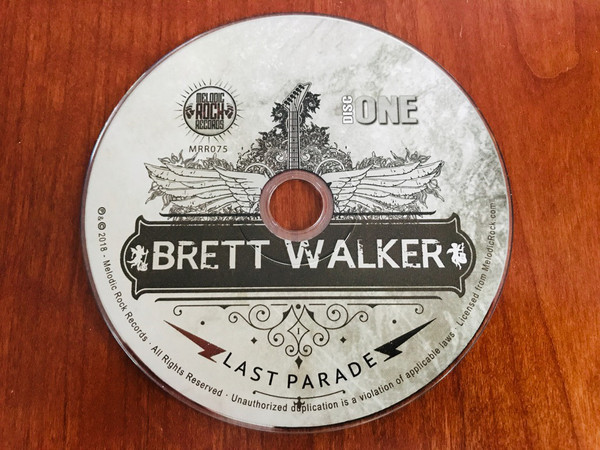 MELODIC
ROCK
RECORDS
MRR075
DISC ONE
BRETT WALKER
LAST PARADE
℗ & © 2018 - Melodic Rock Records · All Rights Reserved · Unauthorized duplication is a violation of applicable laws · Licensed from MelodicRock.com